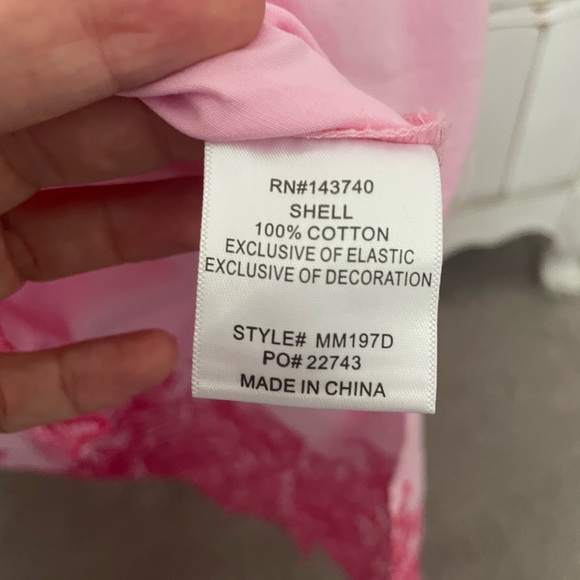 RN#143740
SHELL
100% COTTON
EXCLUSIVE OF ELASTIC
EXCLUSIVE OF DECORATION
STYLE# MM197D
PO# 22743
MADE IN CHINA